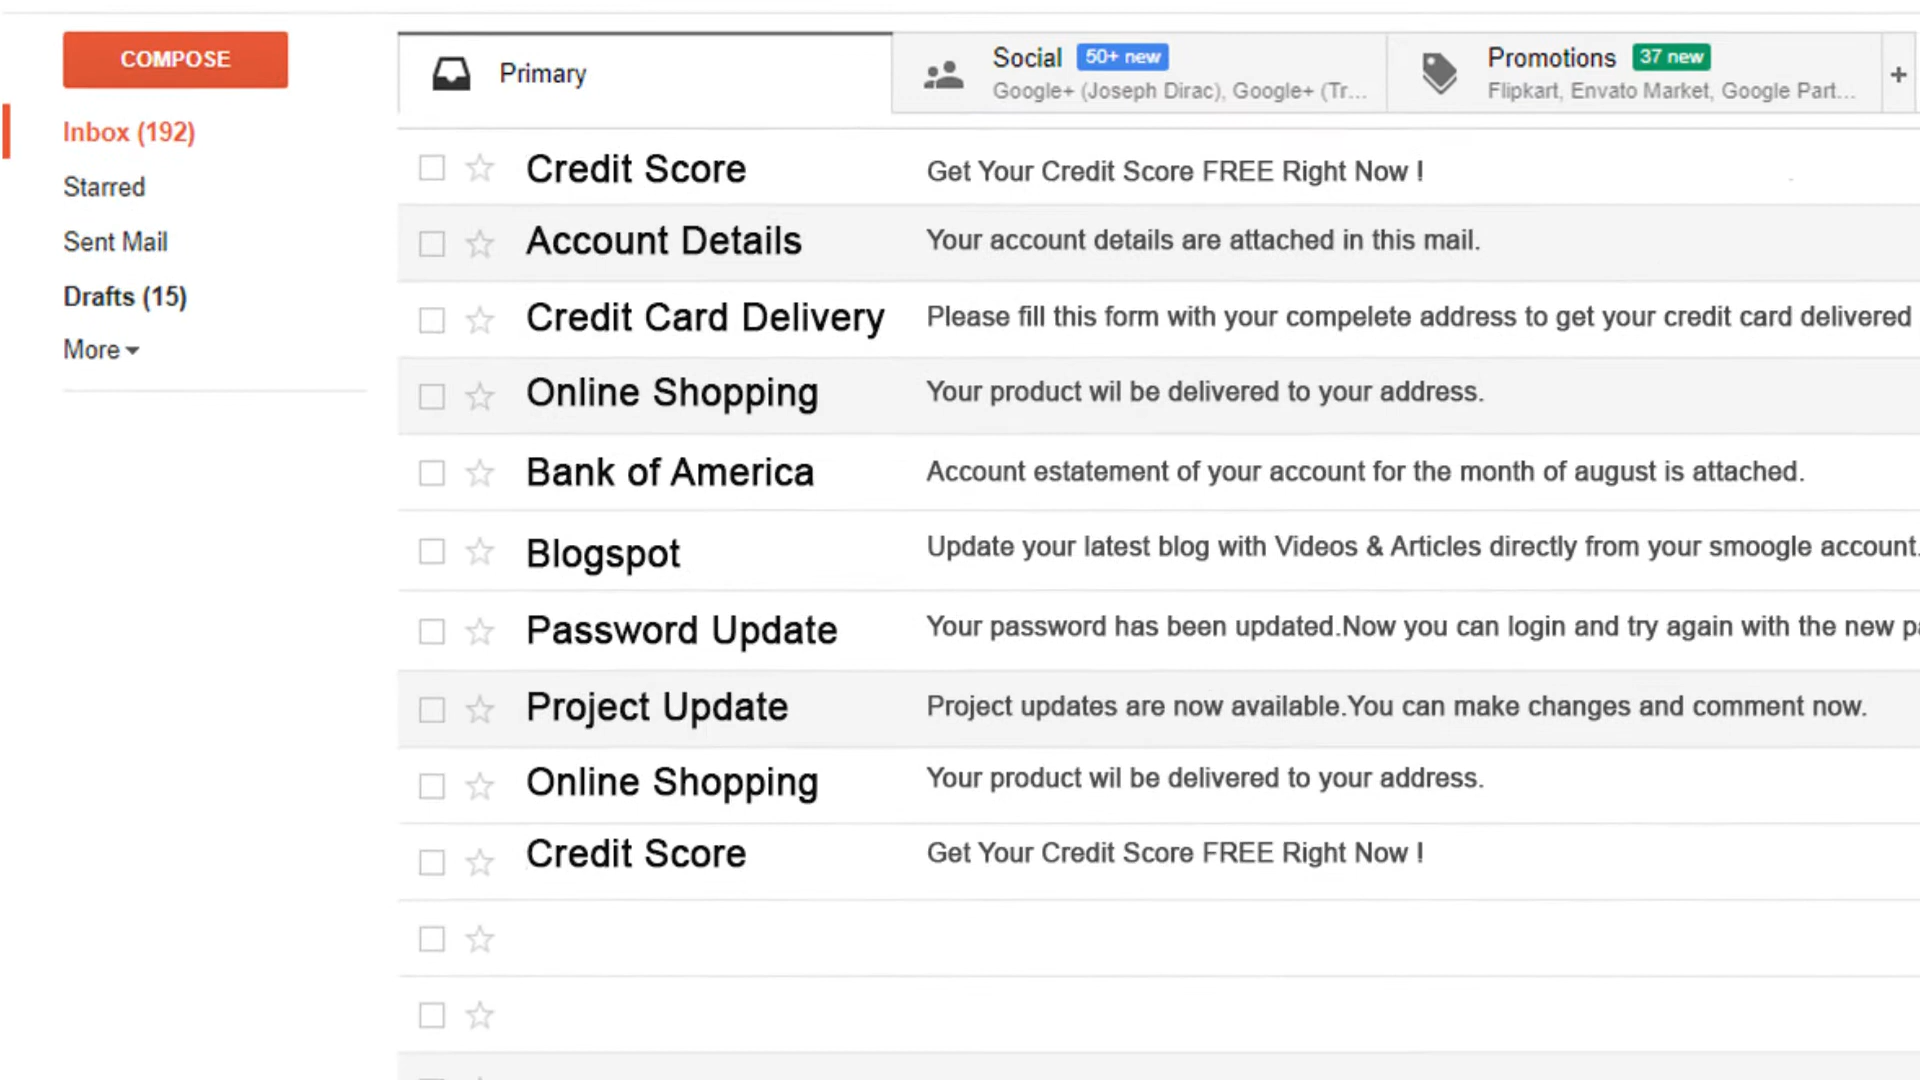 COMPOSE
Inbox (192)
Starred
Sent Mail
Drafts (15)
More
Primary
Social 50+ new
Google+ (Joseph Dirac), Google+ (Tr...
Promotions 37 new
Flipkart, Envato Market, Google Part...
+
Credit Score Get Your Credit Score FREE Right Now !
Account Details Your account details are attached in this mail.
Credit Card Delivery Please fill this form with your compelete address to get your credit card delivered
Online Shopping Your product wil be delivered to your address.
Bank of America Account estatement of your account for the month of august is attached.
Blogspot Update your latest blog with Videos & Articles directly from your smoogle account.
Password Update Your password has been updated.Now you can login and try again with the new
Project Update Project updates are now available.You can make changes and comment now.
Online Shopping Your product wil be delivered to your address.
Credit Score Get Your Credit Score FREE Right Now !